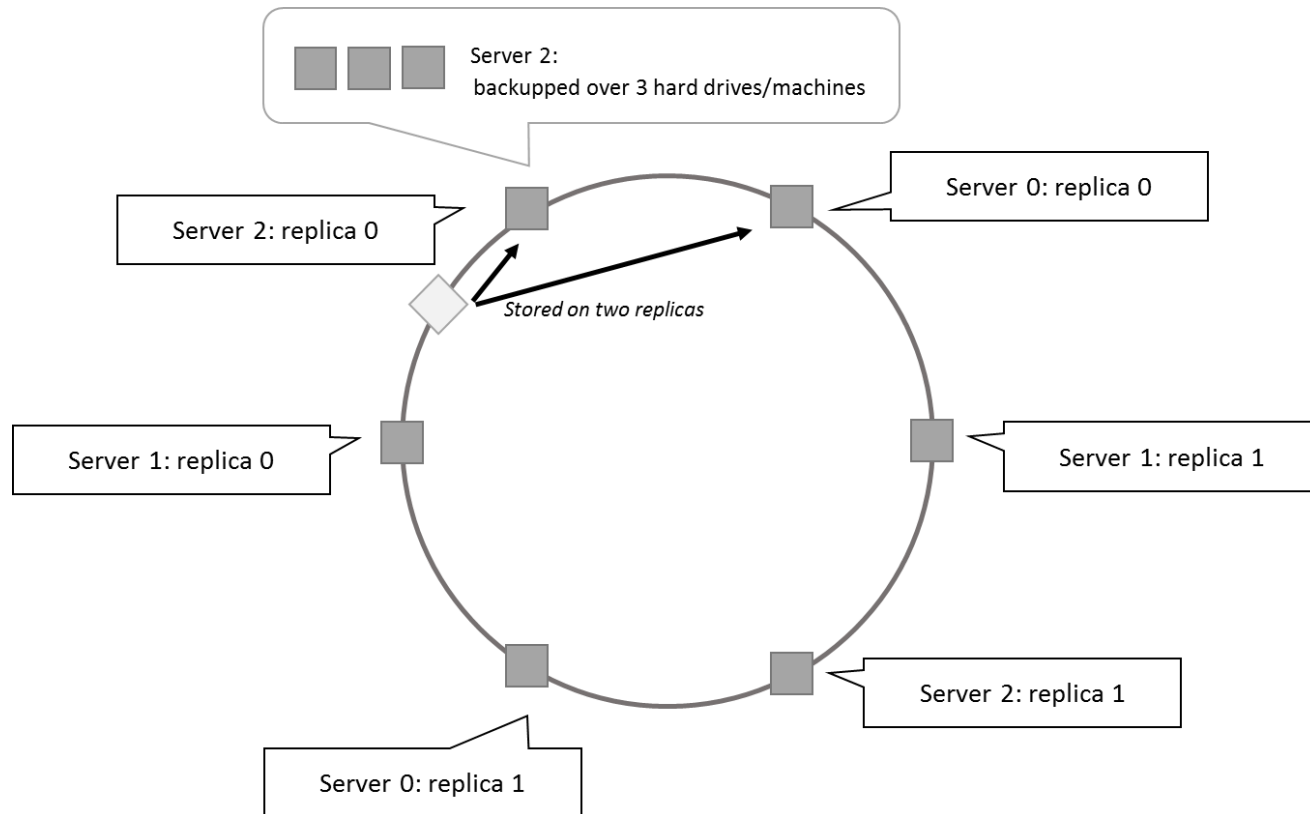 Server 2:
backupped over 3 hard drives/machines
Server 0: replica 0
Server 2: replica 0
Stored on two replicas
Server 1: replica 0
Server 1: replica 1
Server 2: replica 1
Server 0: replica 1